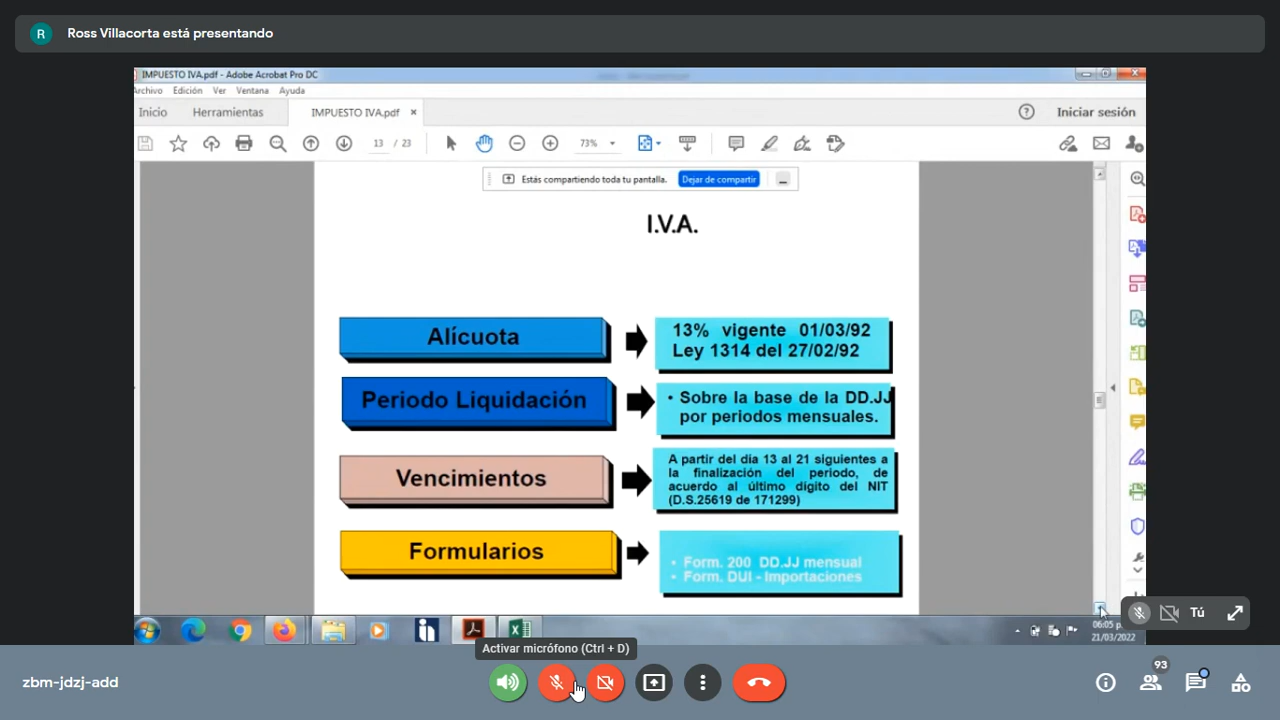 R Ross Villacorta está presentando
IMPUESTO IVA.pdf - Adobe Acrobat Pro DC
Archivo Edición Ver Ventana Ayuda
Inicio Herramientas IMPUESTO IVA.pdf × Iniciar sesión
13 / 23 73%
Estás compartiendo toda tu pantalla. Dejar de compartir
I.V.A.
Alícuota
13% vigente 01/03/92
Ley 1314 del 27/02/92
Periodo Liquidación
• Sobre la base de la DD.JJ
por periodos mensuales.
Vencimientos
A partir del día 13 al 21 siguientes a
la finalización del periodo, de
acuerdo al último dígito del NIT
(D.S.25619 de 171299)
Formularios
• Form. 200 DD.JJ mensual
• Form. DUI - Importaciones
Tú
06:05 p
21/03/2022
Activar micrófono (Ctrl + D)
zbm-jdzj-add
93